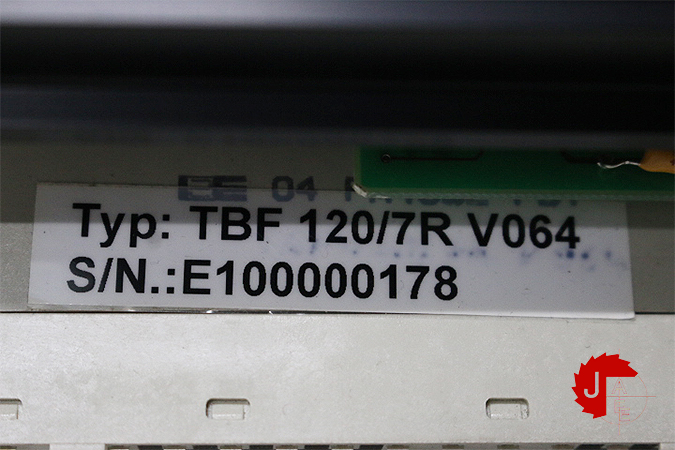 Typ: TBF 120/7R V064
S/N.:E100000178
J